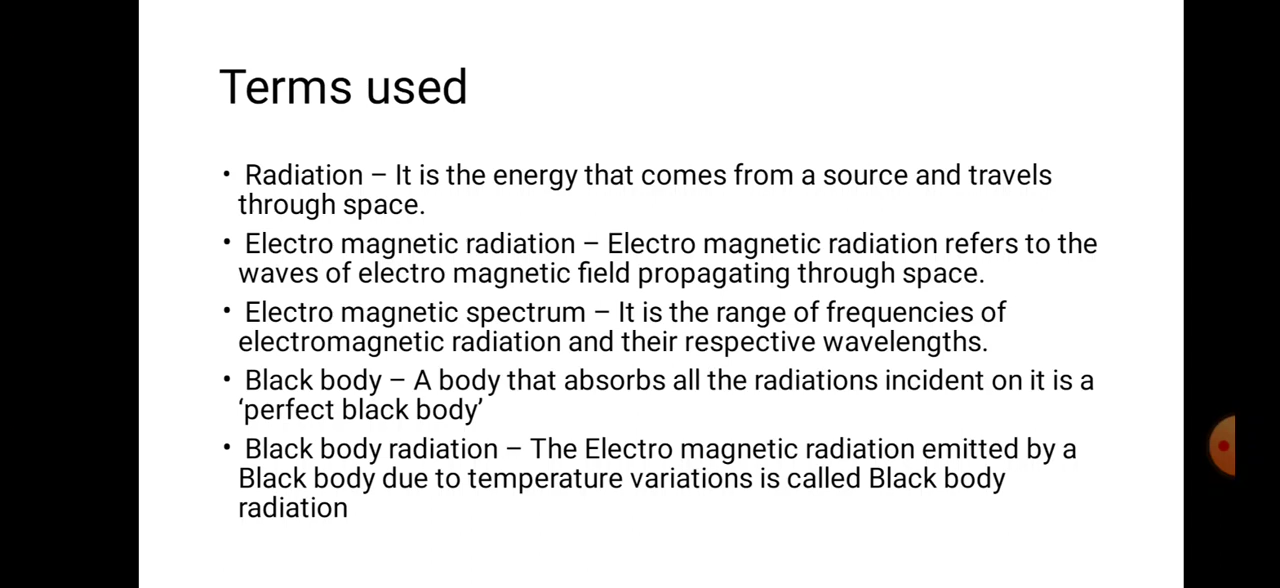 Terms used
• Radiation – It is the energy that comes from a source and travels
through space.
• Electro magnetic radiation – Electro magnetic radiation refers to the
waves of electro magnetic field propagating through space.
• Electro magnetic spectrum – It is the range of frequencies of
electromagnetic radiation and their respective wavelengths.
• Black body – A body that absorbs all the radiations incident on it is a
‘perfect black body’
• Black body radiation – The Electro magnetic radiation emitted by a
Black body due to temperature variations is called Black body
radiation